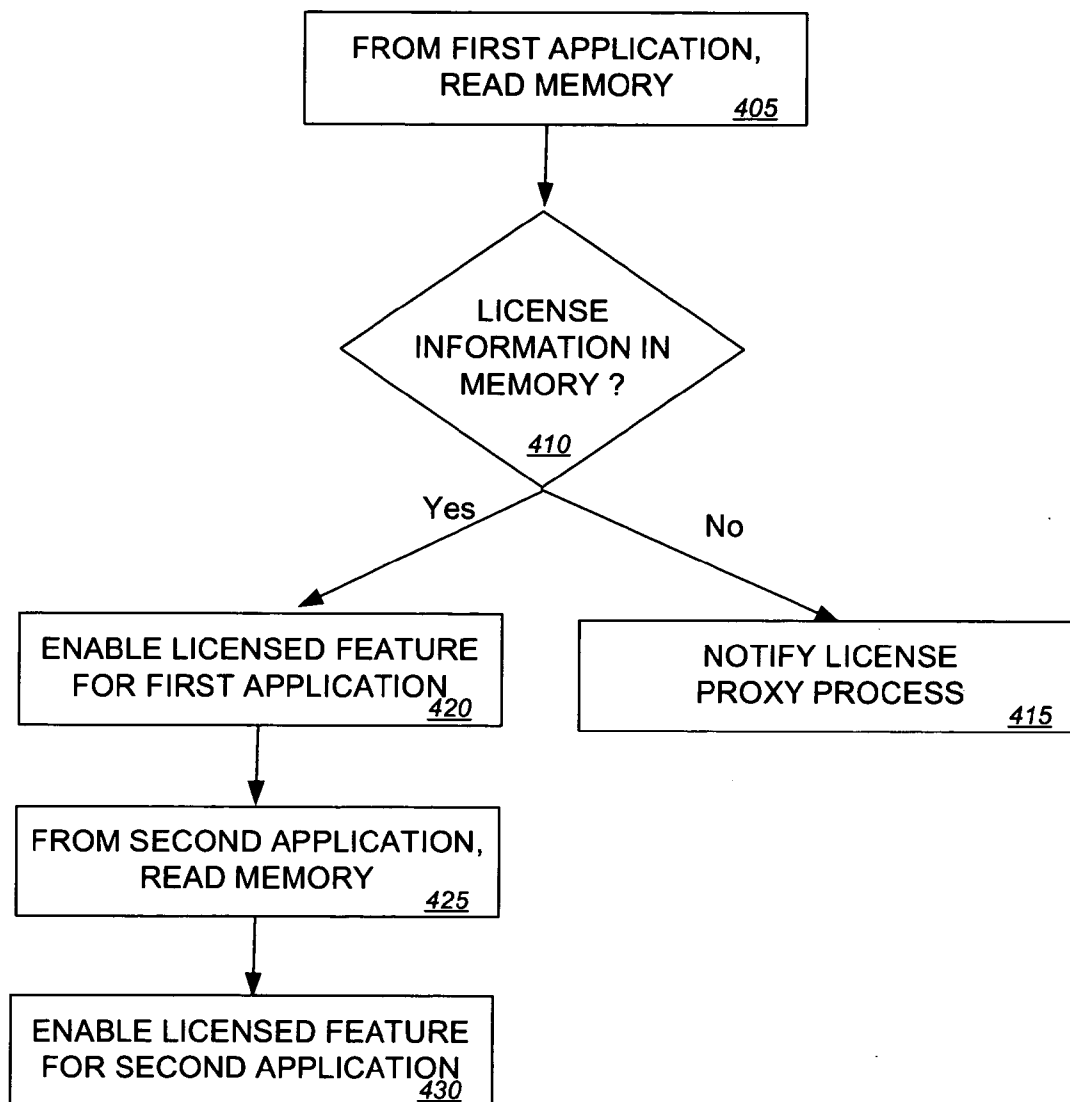 FROM FIRST APPLICATION,
READ MEMORY
405
LICENSE
INFORMATION IN
MEMORY ?
410
Yes
No
ENABLE LICENSED FEATURE
FOR FIRST APPLICATION
420
NOTIFY LICENSE
PROXY PROCESS
415
FROM SECOND APPLICATION,
READ MEMORY
425
ENABLE LICENSED FEATURE
FOR SECOND APPLICATION
430